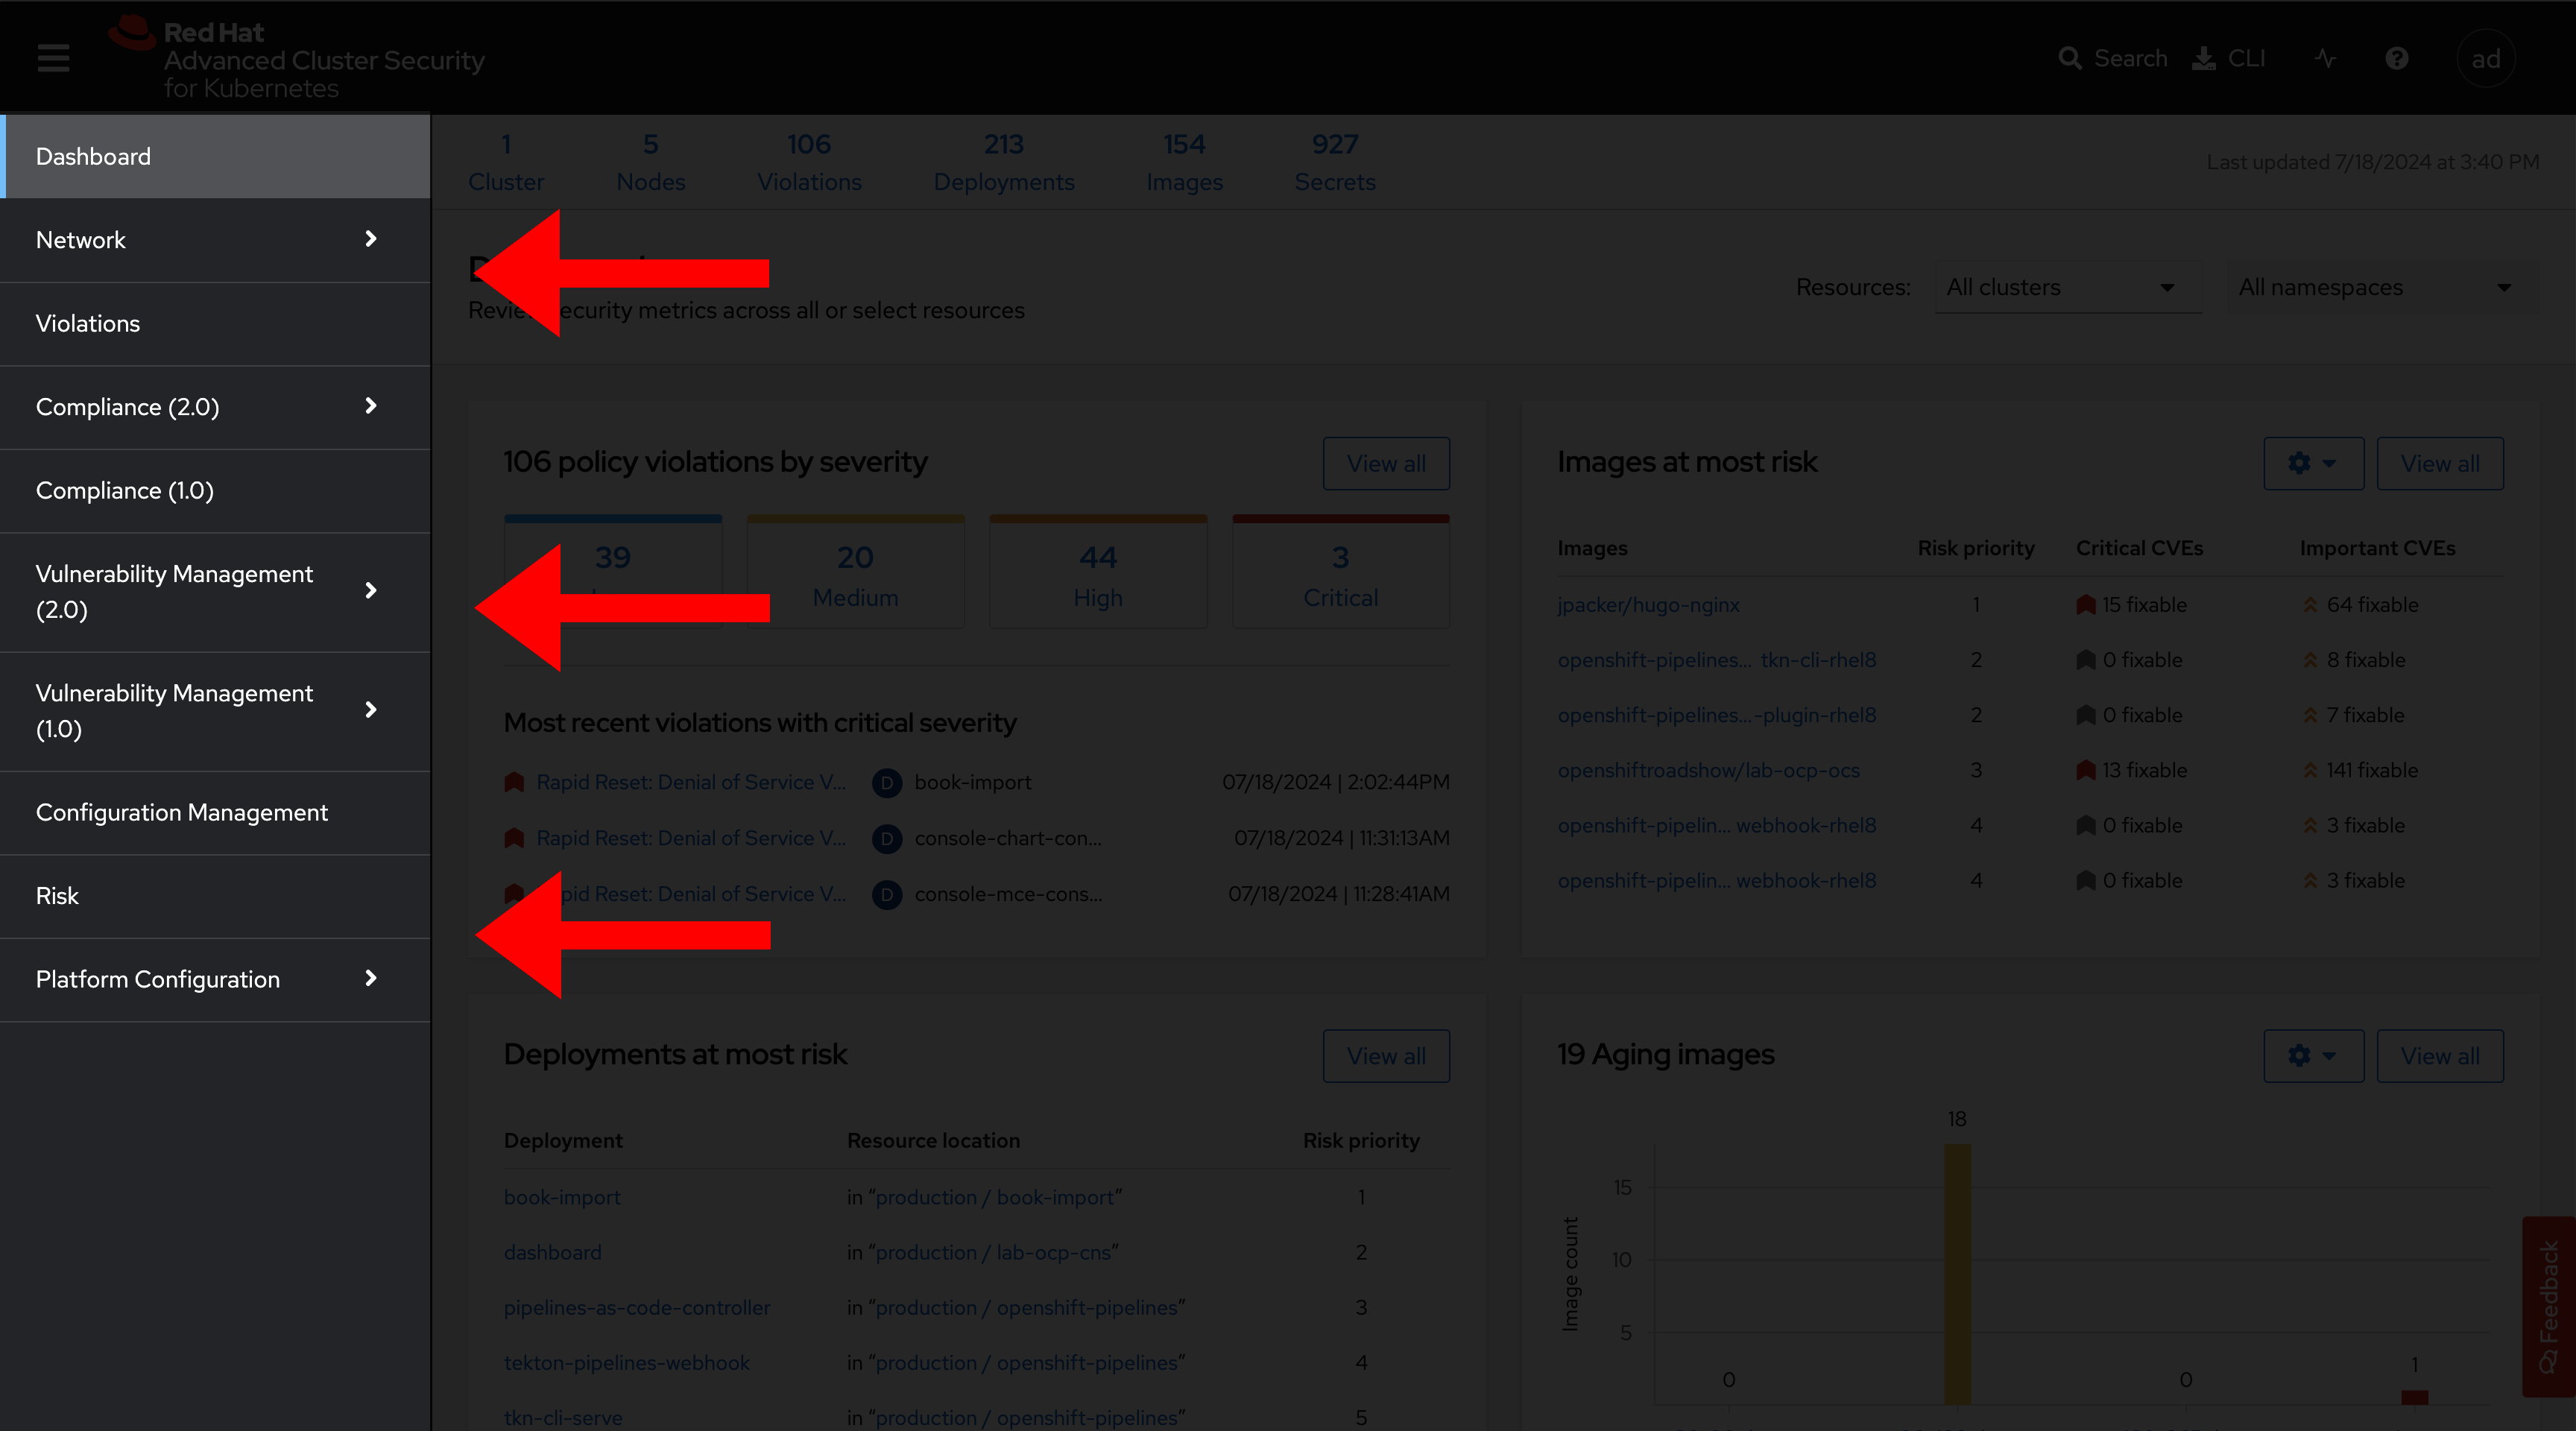 Red Hat
Advanced Cluster Security
for Kubernetes
Search
CLI
ad
Dashboard
Network
Violations
Compliance (2.0)
Compliance (1.0)
Vulnerability Management
(2.0)
Vulnerability Management
(1.0)
Configuration Management
Risk
Platform Configuration
1 5 106 213 154 927
Cluster Nodes Violations Deployments Images Secrets
Last updated 7/18/2024 at 3:40 PM
security metrics across all or select resources
Resources: All clusters All namespaces
106 policy violations by severity View all
39 20 44 3
Medium High Critical
Most recent violations with critical severity
Rapid Reset: Denial of Service V... D book-import 07/18/2024 | 2:02:44PM
Rapid Reset: Denial of Service V... D console-chart-con... 07/18/2024 | 11:31:13AM
Reset: Denial of Service V... D console-mce-cons... 07/18/2024 | 11:28:41AM
Images at most risk View all
Images Risk priority Critical CVEs Important CVEs
jpacker/hugo-nginx 1 15 fixable 64 fixable
openshift-pipelines... tkn-cli-rhel8 2 0 fixable 8 fixable
openshift-pipelines...-plugin-rhel8 2 0 fixable 7 fixable
openshiftroadshow/lab-ocp-ocs 3 13 fixable 141 fixable
openshift-pipelin... webhook-rhel8 4 0 fixable 3 fixable
openshift-pipelin... webhook-rhel8 4 0 fixable 3 fixable
Deployments at most risk View all
Deployment Resource location Risk priority
book-import in “production / book-import” 1
dashboard in “production / lab-ocp-cns” 2
pipelines-as-code-controller in “production / openshift-pipelines” 3
tekton-pipelines-webhook in “production / openshift-pipelines” 4
tkn-cli-serve in “production / openshift-pipelines” 5
19 Aging images View all
18
15
10
5
Image count
0
0
1
Feedback